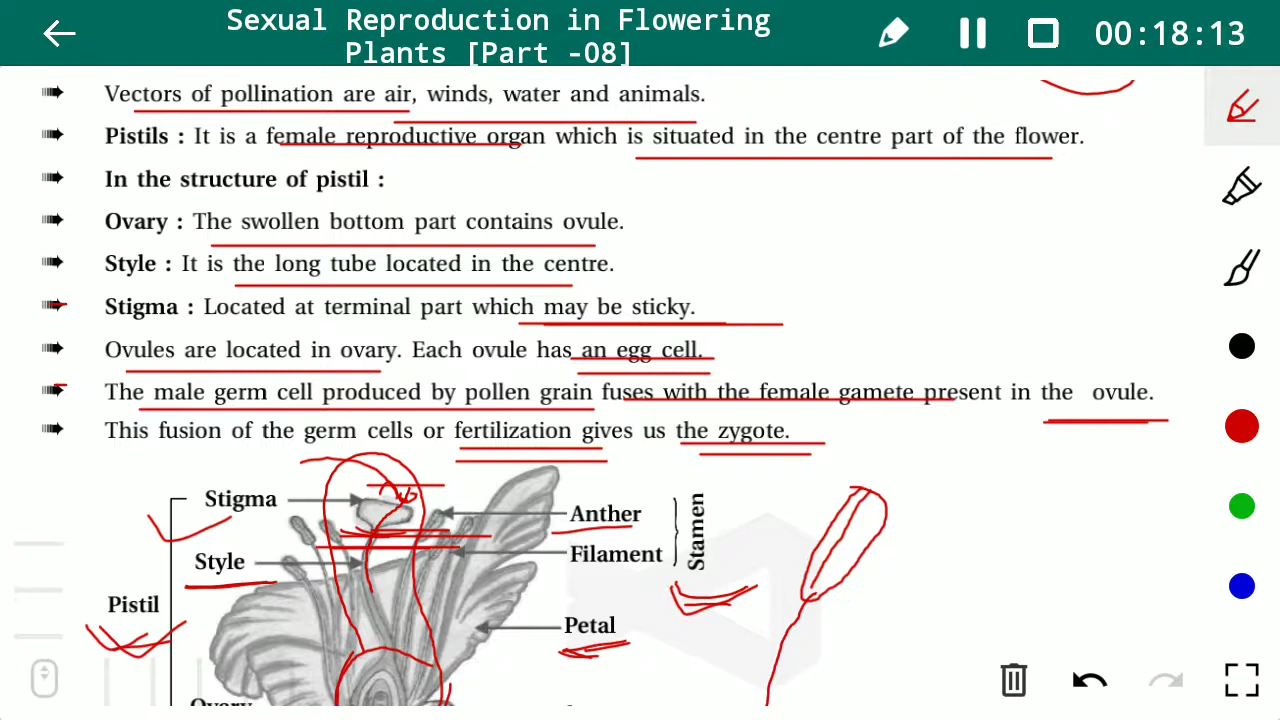 Sexual Reproduction in Flowering
Plants [Part -08]
00:18:13
Vectors of pollination are air, winds, water and animals.
Pistils : It is a female reproductive organ which is situated in the centre part of the flower.
In the structure of pistil :
Ovary : The swollen bottom part contains ovule.
Style : It is the long tube located in the centre.
Stigma : Located at terminal part which may be sticky.
Ovules are located in ovary. Each ovule has an egg cell.
The male germ cell produced by pollen grain fuses with the female gamete present in the ovule.
This fusion of the germ cells or fertilization gives us the zygote.
Stigma
Anther
Stamen
Filament
Style
Pistil
Petal
Ovary